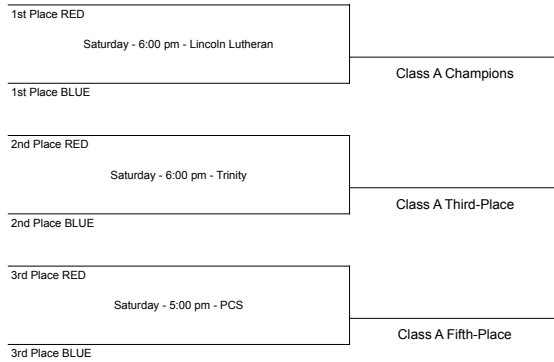 1st Place RED
Saturday - 6:00 pm - Lincoln Lutheran
Class A Champions
1st Place BLUE
2nd Place RED
Saturday - 6:00 pm - Trinity
Class A Third-Place
2nd Place BLUE
3rd Place RED
Saturday - 5:00 pm - PCS
Class A Fifth-Place
3rd Place BLUE